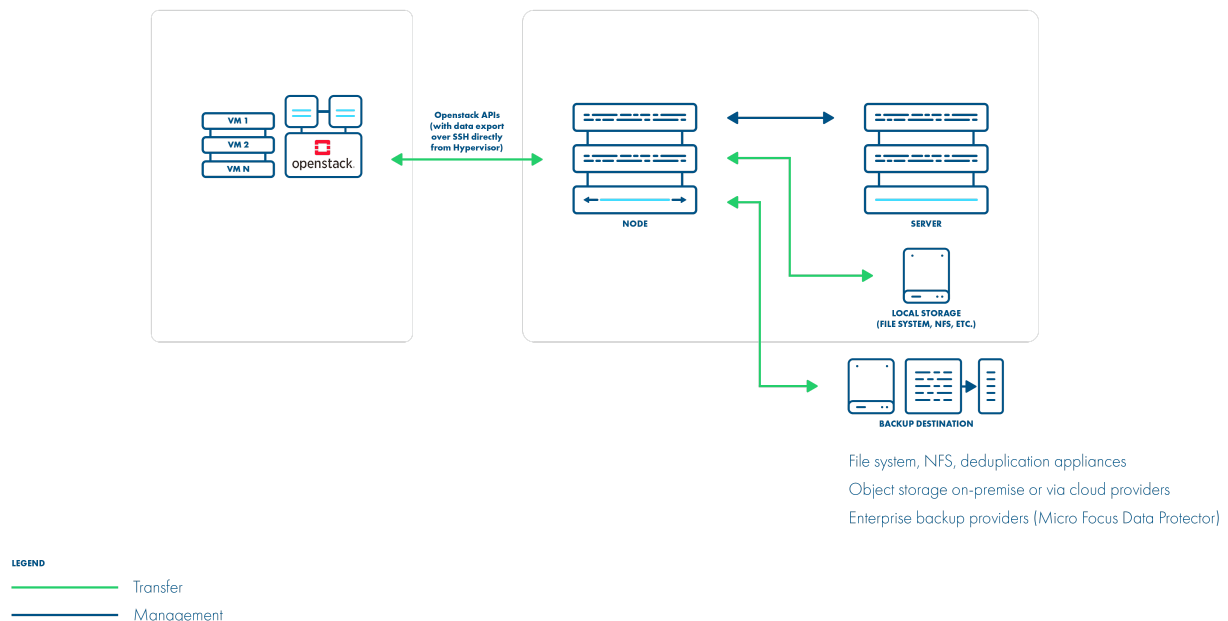 VM 1
VM 2
VM N
openstack.
Openstack APIs
(with data export
over SSH directly
from Hypervisor)
NODE
SERVER
LOCAL STORAGE
(FILE SYSTEM, NFS, ETC.)
BACKUP DESTINATION
File system, NFS, deduplication appliances
Object storage on-premise or via cloud providers
Enterprise backup providers (Micro Focus Data Protector)
LEGEND
Transfer
Management